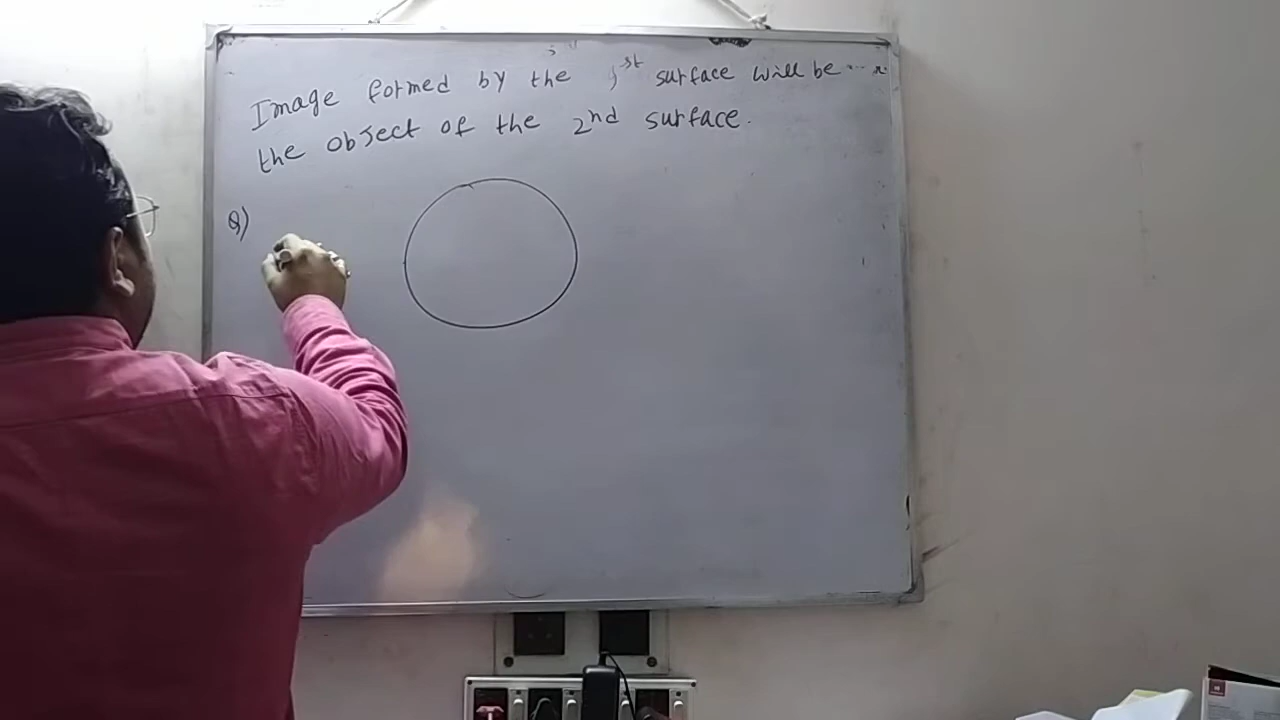 Image formed by the 1st surface will be
the object of the 2nd surface.
Q)